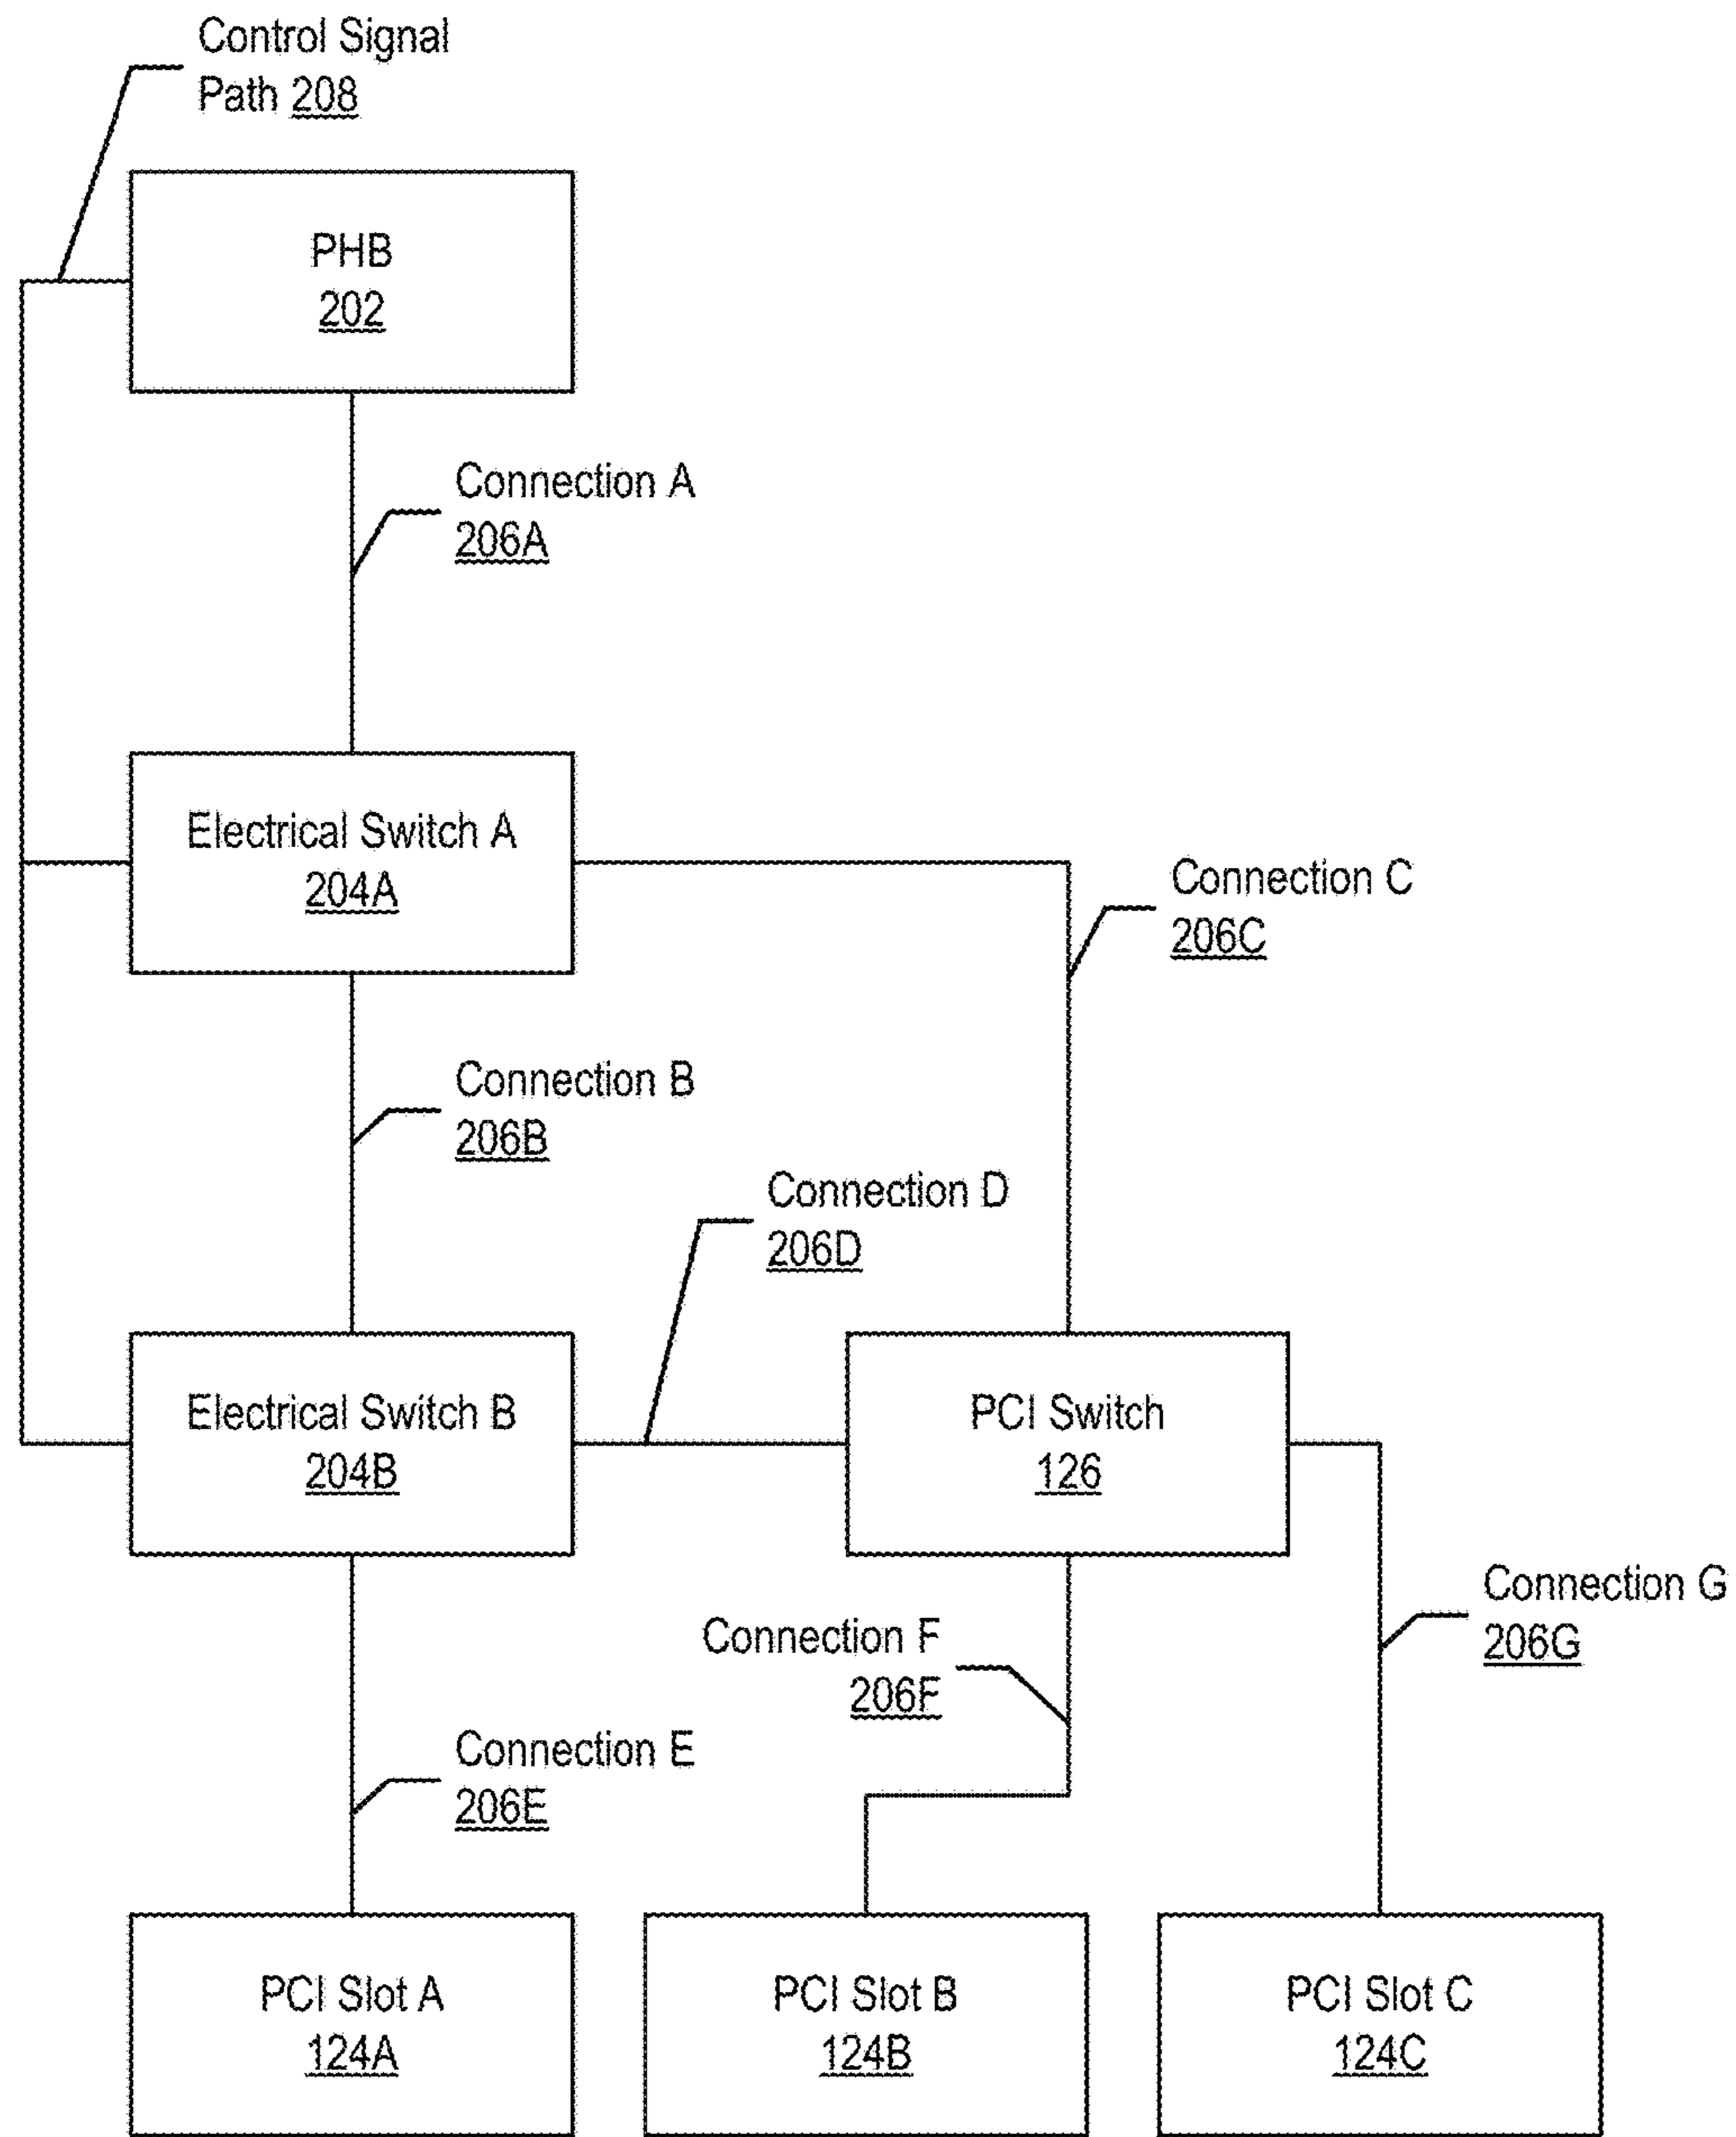 Control Signal
Path 208
PHB
202
Connection A
206A
Electrical Switch A
204A
Connection C
206C
Connection B
206B
Connection D
206D
Electrical Switch B
204B
PCI Switch
126
Connection G
206G
Connection F
206F
Connection E
206E
PCI Slot A
124A
PCI Slot B
124B
PCI Slot C
124C